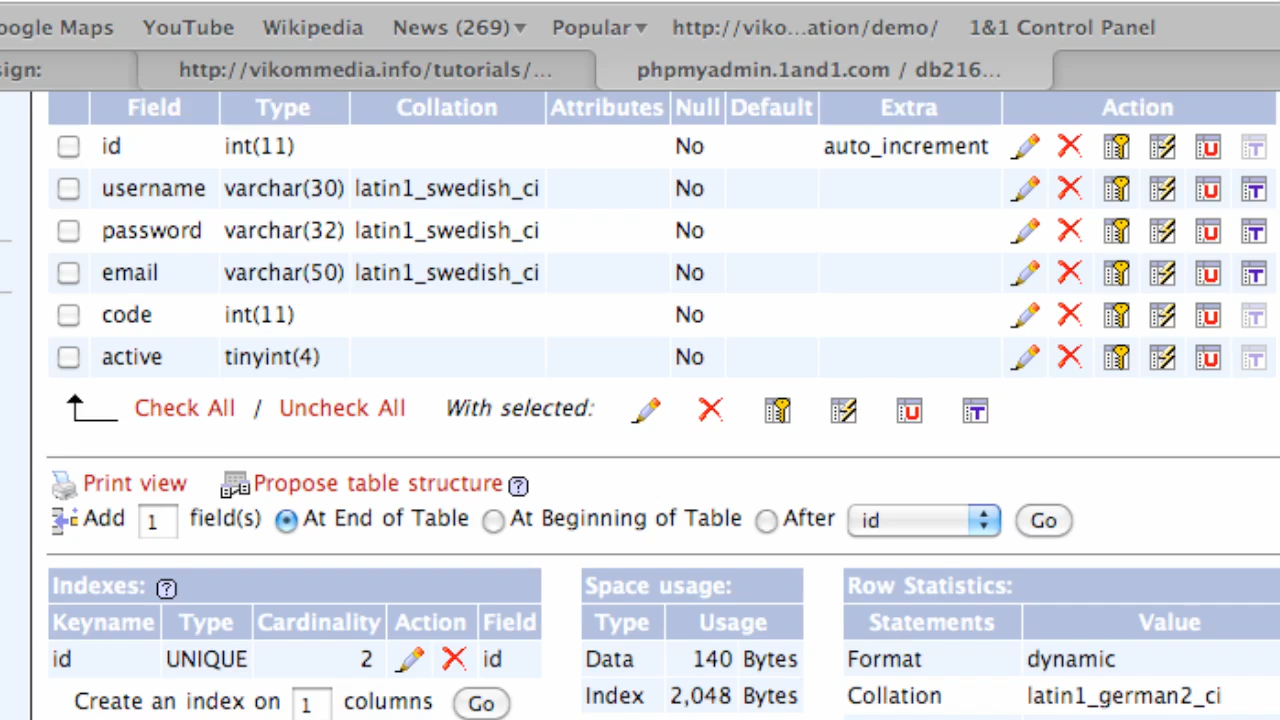 oogle Maps YouTube Wikipedia News (269) Popular http://viko...ation/demo/ 1&1 Control Panel
sign: http://vikommedia.info/tutorials/... phpmyadmin.1and1.com / db216...
Field Type Collation Attributes Null Default Extra Action
id int(11) No auto_increment
username varchar(30) latin1_swedish_ci No
password varchar(32) latin1_swedish_ci No
email varchar(50) latin1_swedish_ci No
code int(11) No
active tinyint(4) No
Check All / Uncheck All With selected:
Print view Propose table structure
Add 1 field(s) At End of Table At Beginning of Table After id Go
Indexes: Space usage: Row Statistics:
Keyname Type Cardinality Action Field Type Usage Statements Value
id UNIQUE 2 id Data 140 Bytes Format dynamic
Create an index on 1 columns Go Index 2,048 Bytes Collation latin1_german2_ci